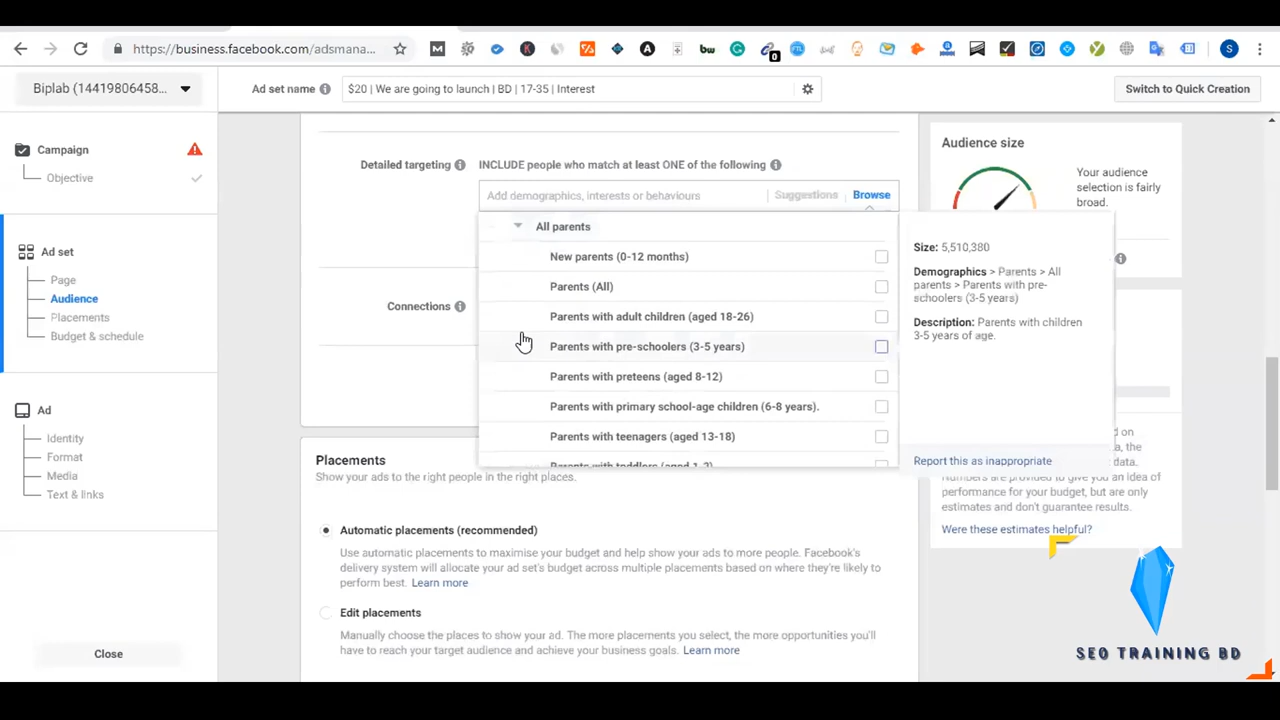 https://business.facebook.com/adsmana...
Biplab (14419806458...
Ad set name
$20 | We are going to launch | BD | 17-35 | Interest
Switch to Quick Creation
Campaign
Objective
Ad set
Page
Audience
Placements
Budget & schedule
Ad
Identity
Format
Media
Text & links
Close
Detailed targeting
INCLUDE people who match at least ONE of the following
Add demographics, interests or behaviours
Suggestions
Browse
All parents
New parents (0-12 months)
Parents (All)
Parents with adult children (aged 18-26)
Parents with pre-schoolers (3-5 years)
Parents with preteens (aged 8-12)
Parents with primary school-age children (6-8 years).
Parents with teenagers (aged 13-18)
Parents with toddlers (aged 1-2)
Connections
Size: 5,510,380
Demographics > Parents > All
parents > Parents with pre-
schoolers (3-5 years)
Description: Parents with children
3-5 years of age.
Report this as inappropriate
Audience size
Your audience
selection is fairly
broad.
d on
a, the
t data.
Numbers are provided to give you an idea of
performance for your budget, but are only
estimates and don't guarantee results.
Were these estimates helpful?
Placements
Show your ads to the right people in the right places.
Automatic placements (recommended)
Use automatic placements to maximise your budget and help show your ads to more people. Facebook's
delivery system will allocate your ad set's budget across multiple placements based on where they're likely to
perform best. Learn more
Edit placements
Manually choose the places to show your ad. The more placements you select, the more opportunities you'll
have to reach your target audience and achieve your business goals. Learn more
SEO TRAINING BD